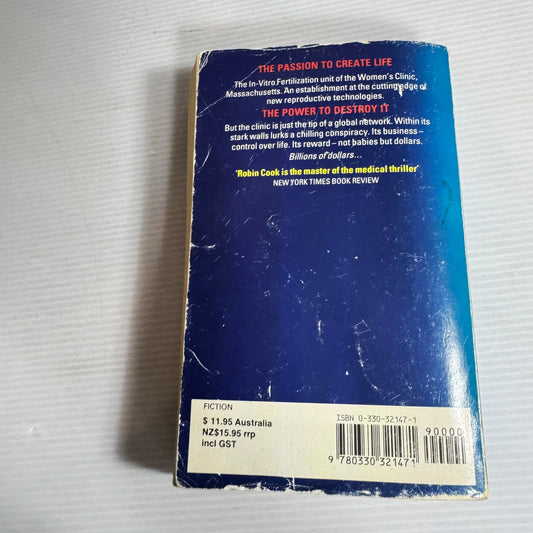 THE PASSION TO CREATE LIFE
The In-Vitro Fertilization unit of the Women's Clinic,
Massachusetts. An establishment at the cutting edge of
new reproductive technologies.
THE POWER TO DESTROY IT
But the clinic is just the tip of a global network. Within its
stark walls lurks a chilling conspiracy. Its business –
control over life. Its reward – not babies but dollars.
Billions of dollars...
'Robin Cook is the master of the medical thriller'
NEW YORK TIMES BOOK REVIEW
FICTION
$ 11.95 Australia
NZ$15.95 rrp
incl GST
ISBN 0-330-32147-1
90000
9 780330 321471